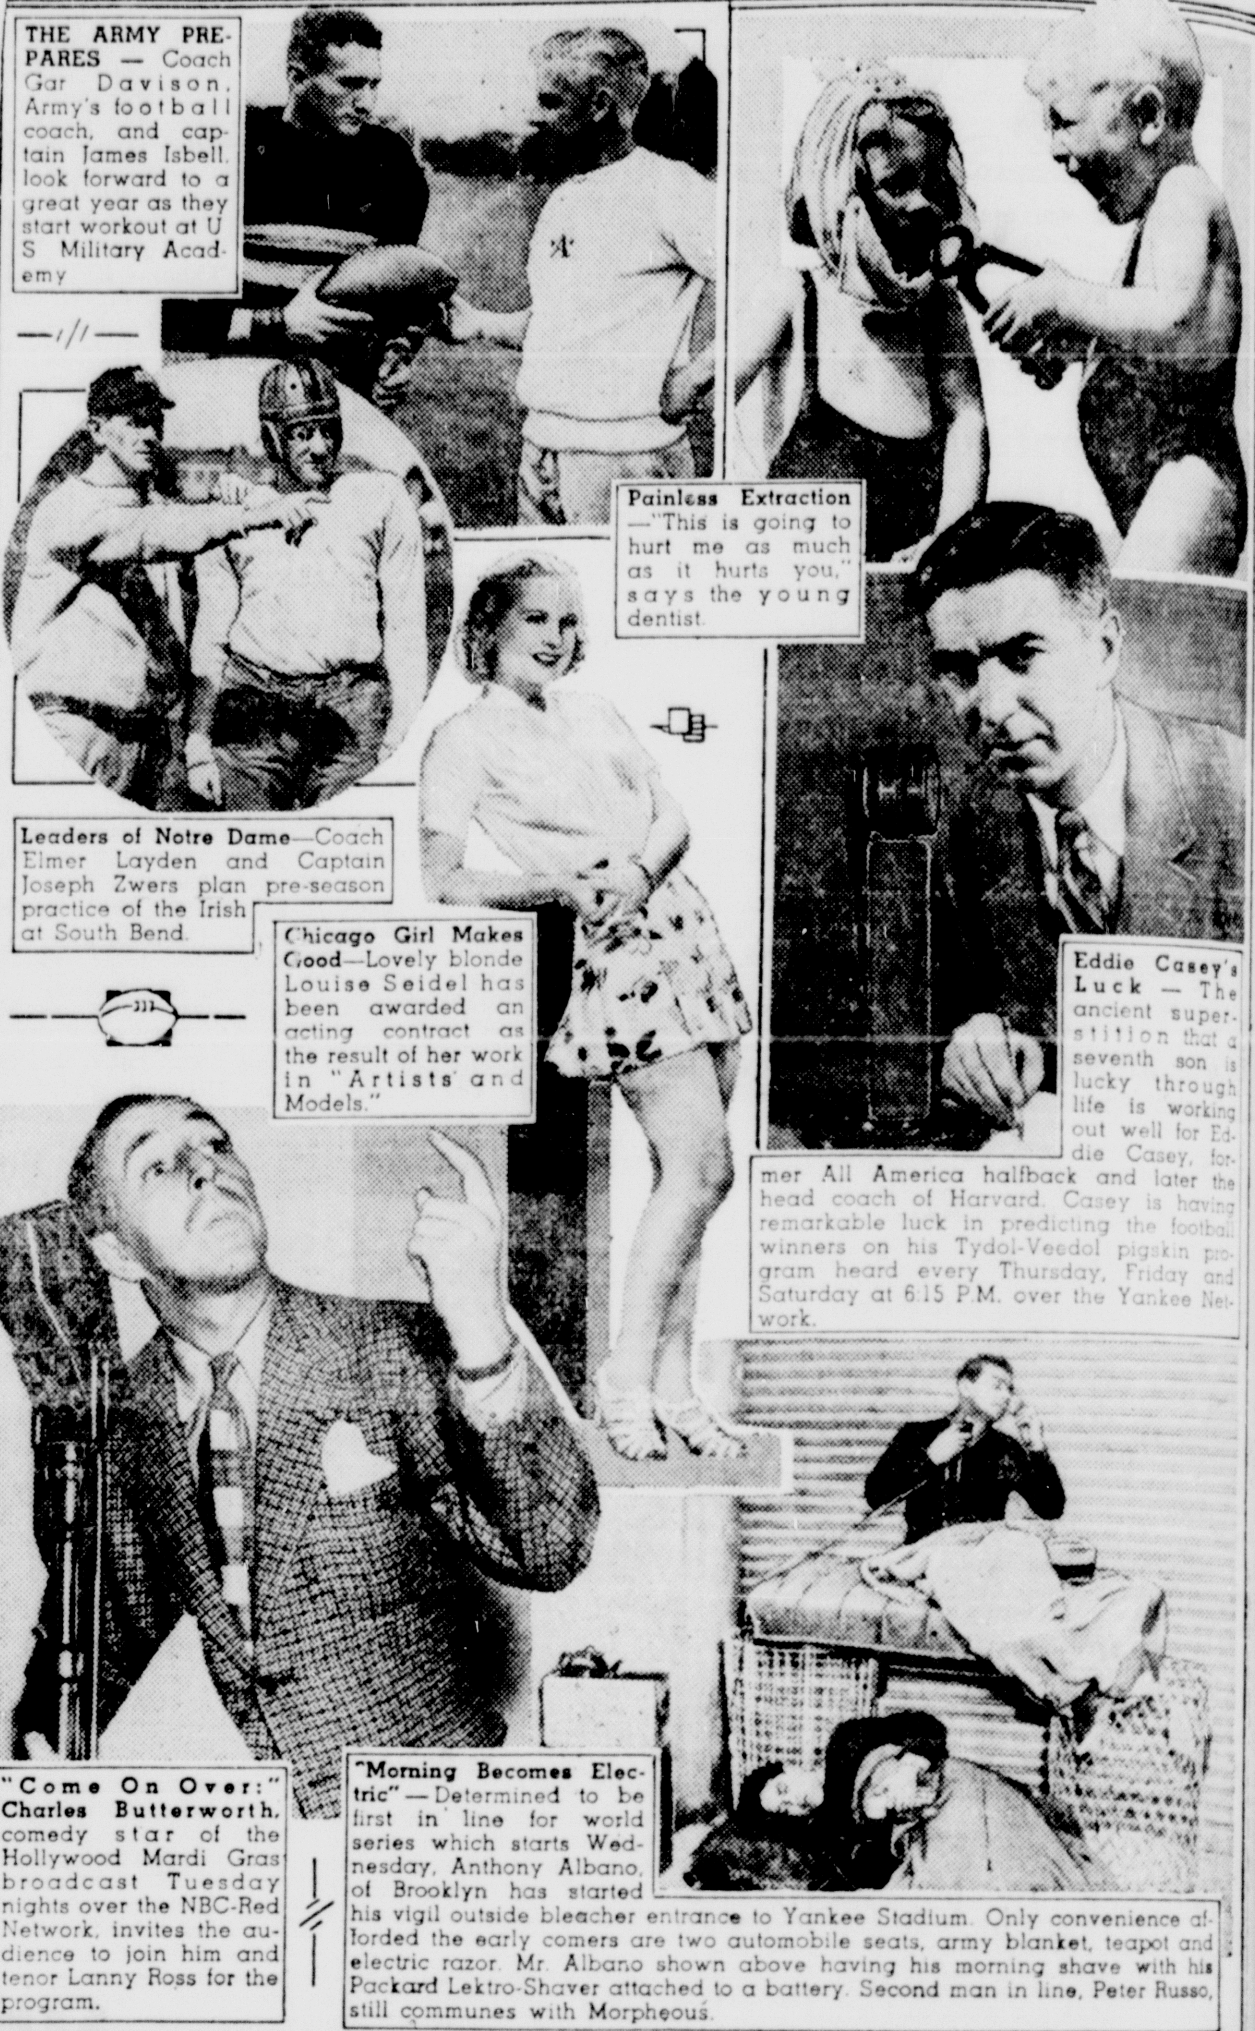 THE ARMY PRE-
PARES — Coach
Gar Davison,
Army's football
coach, and cap-
tain James Isbell,
look forward to a
great year as they
start workout at U
S Military Acad-
emy
A
Painless Extraction
—"This is going to
hurt me as much
as it hurts you,"
says the young
dentist.
Leaders of Notre Dame—Coach
Elmer Layden and Captain
Joseph Zwers plan pre-season
practice of the Irish
at South Bend.
Chicago Girl Makes
Good—Lovely blonde
Louise Seidel has
been awarded an
acting contract as
the result of her work
in "Artists and
Models."
Eddie Casey's
Luck — The
ancient super-
stition that a
seventh son is
lucky through
life is working
out well for Ed-
die Casey, for-
mer All America halfback and later the
head coach of Harvard. Casey is having
remarkable luck in predicting the football
winners on his Tydol-Veedol pigskin pro-
gram heard every Thursday, Friday and
Saturday at 6:15 P.M. over the Yankee Net-
work.
"Come On Over:"
Charles Butterworth,
comedy star of the
Hollywood Mardi Gras
broadcast Tuesday
nights over the NBC-Red
Network, invites the au-
dience to join him and
tenor Lanny Ross for the
program.
"Morning Becomes Elec-
tric"—Determined to be
first in line for world
series which starts Wed-
nesday, Anthony Albano,
of Brooklyn has started
his vigil outside bleacher entrance to Yankee Stadium. Only convenience af-
forded the early comers are two automobile seats, army blanket, teapot and
electric razor. Mr. Albano shown above having his morning shave with his
Packard Lektro-Shaver attached to a battery. Second man in line, Peter Russo,
still communes with Morpheous.